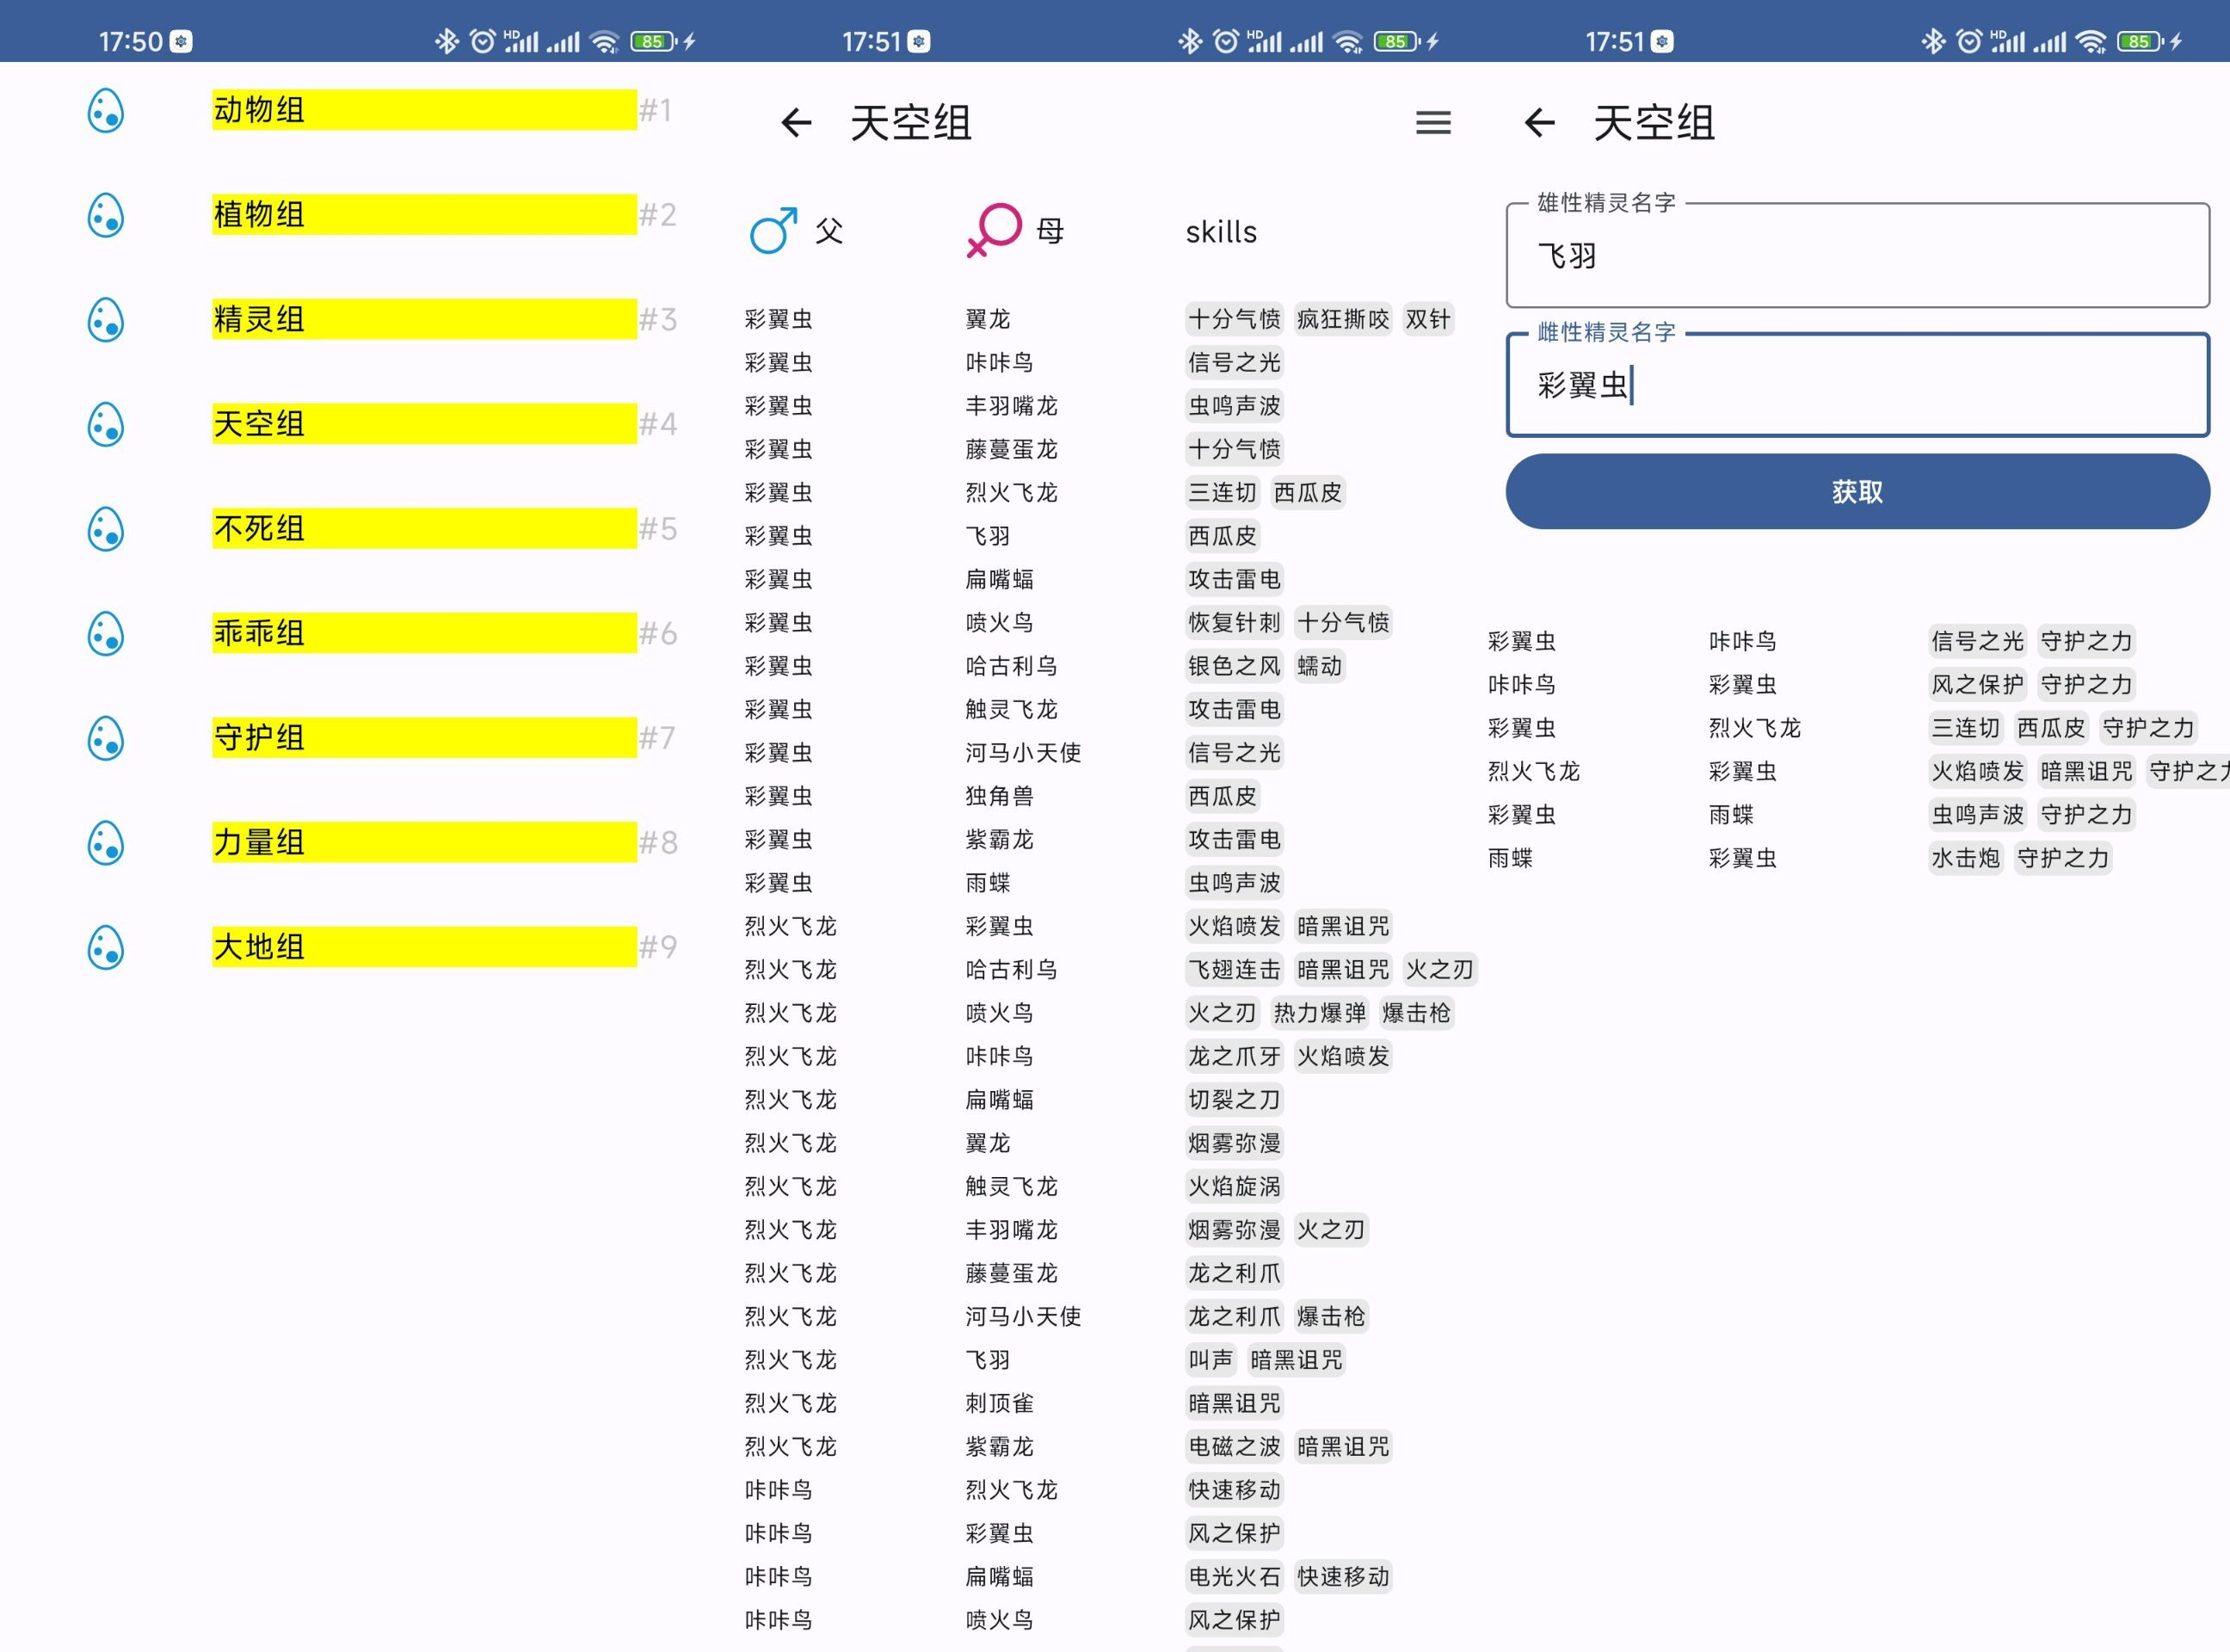 17:50 HD 85
动物组 #1
植物组 #2
精灵组 #3
天空组 #4
不死组 #5
乖乖组 #6
守护组 #7
力量组 #8
大地组 #9
17:51 HD 85
天空组
父 母 skills
彩翼虫 翼龙 十分气愤 疯狂撕咬 双针
彩翼虫 咔咔鸟 信号之光
彩翼虫 丰羽嘴龙 虫鸣声波
彩翼虫 藤蔓蛋龙 十分气愤
彩翼虫 烈火飞龙 三连切 西瓜皮
彩翼虫 飞羽 西瓜皮
彩翼虫 扁嘴蝠 攻击雷电
彩翼虫 喷火鸟 恢复针刺 十分气愤
彩翼虫 哈古利乌 银色之风 蠕动
彩翼虫 触灵飞龙 攻击雷电
彩翼虫 河马小天使 信号之光
彩翼虫 独角兽 西瓜皮
彩翼虫 紫霸龙 攻击雷电
彩翼虫 雨蝶 虫鸣声波
烈火飞龙 彩翼虫 火焰喷发 暗黑诅咒
烈火飞龙 哈古利乌 飞翅连击 暗黑诅咒 火之刃
烈火飞龙 喷火鸟 火之刃 热力爆弹 爆击枪
烈火飞龙 咔咔鸟 龙之爪牙 火焰喷发
烈火飞龙 扁嘴蝠 切裂之刀
烈火飞龙 翼龙 烟雾弥漫
烈火飞龙 触灵飞龙 火焰旋涡
烈火飞龙 丰羽嘴龙 烟雾弥漫 火之刃
烈火飞龙 藤蔓蛋龙 龙之利爪
烈火飞龙 河马小天使 龙之利爪 爆击枪
烈火飞龙 飞羽 叫声 暗黑诅咒
烈火飞龙 刺顶雀 暗黑诅咒
烈火飞龙 紫霸龙 电磁之波 暗黑诅咒
咔咔鸟 烈火飞龙 快速移动
咔咔鸟 彩翼虫 风之保护
咔咔鸟 扁嘴蝠 电光火石 快速移动
咔咔鸟 喷火鸟 风之保护
17:51 HD 85
天空组
雄性精灵名字
飞羽
雌性精灵名字
彩翼虫
获取
彩翼虫 咔咔鸟 信号之光 守护之力
咔咔鸟 彩翼虫 风之保护 守护之力
彩翼虫 烈火飞龙 三连切 西瓜皮 守护之力
烈火飞龙 彩翼虫 火焰喷发 暗黑诅咒 守护之力
彩翼虫 雨蝶 虫鸣声波 守护之力
雨蝶 彩翼虫 水击炮 守护之力